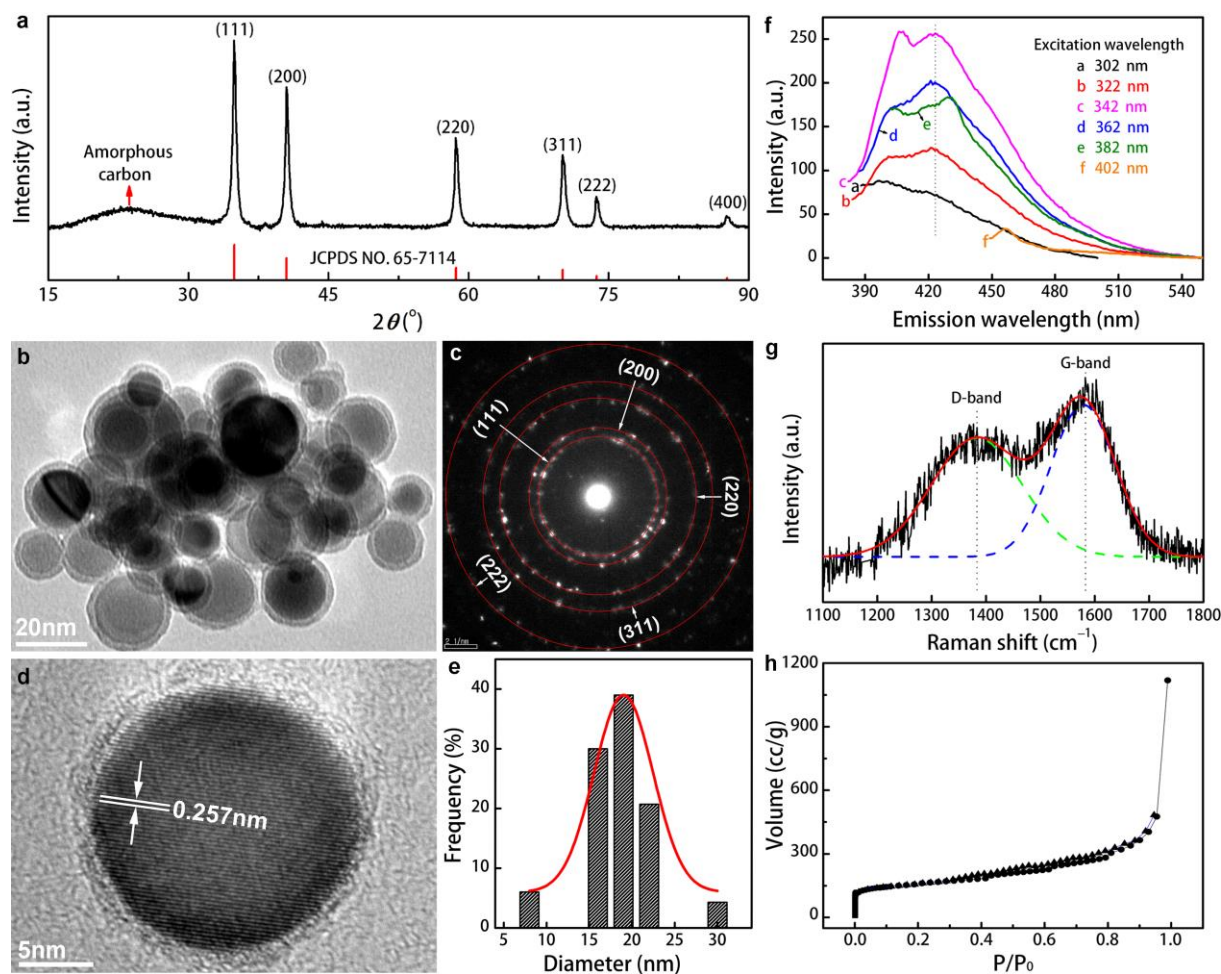 a
(111)
(200)
(220)
(311)
(222)
(400)
Amorphous
carbon
JCPDS NO. 65-7114
Intensity (a.u.)
15 30 45 60 75 90
2θ (°)
f
Excitation wavelength
a 302 nm
b 322 nm
c 342 nm
d 362 nm
e 382 nm
f 402 nm
250
200
150
100
50
0
c
a
b
d
e
f
Intensity (a.u.)
390 420 450 480 510 540
Emission wavelength (nm)
b
20nm
c
(200)
(111)
(220)
(222)
(311)
2 1/nm
g
D-band
G-band
Intensity (a.u.)
1100 1200 1300 1400 1500 1600 1700 1800
Raman shift (cm⁻¹)
d
0.257nm
5nm
e
40
30
20
10
0
Frequency (%)
5 10 15 20 25 30
Diameter (nm)
h
1200
900
600
300
0
Volume (cc/g)
0.0 0.2 0.4 0.6 0.8 1.0
P/P₀